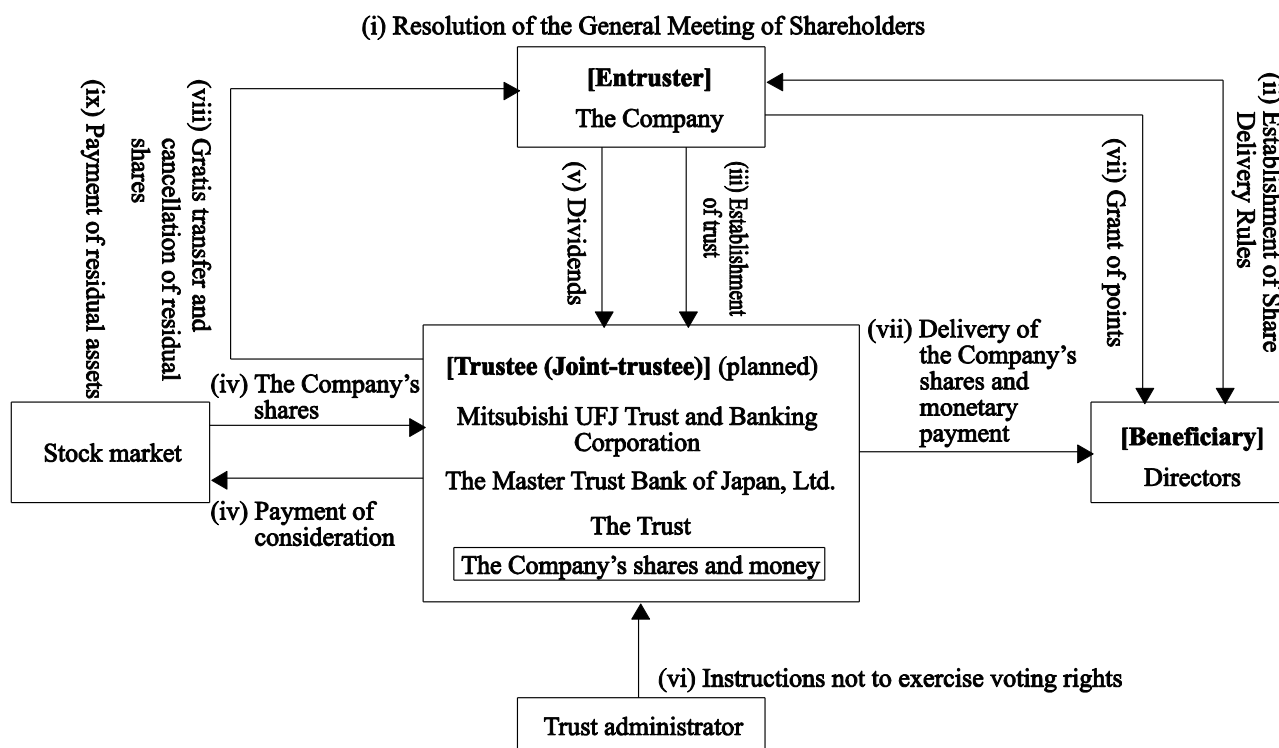 (i) Resolution of the General Meeting of Shareholders
[Entruster]
The Company
(ix) Payment of residual assets
(viii) Gratis transfer and
cancellation of residual
shares
(v) Dividends
(iii) Establishment
of trust
(vii) Grant of points
(ii) Establishment of Share
Delivery Rules
[Trustee (Joint-trustee)] (planned)
Mitsubishi UFJ Trust and Banking
Corporation
The Master Trust Bank of Japan, Ltd.
The Trust
The Company’s shares and money
(iv) The Company’s
shares
Stock market
(iv) Payment of
consideration
(vii) Delivery of
the Company’s
shares and
monetary
payment
[Beneficiary]
Directors
(vi) Instructions not to exercise voting rights
Trust administrator